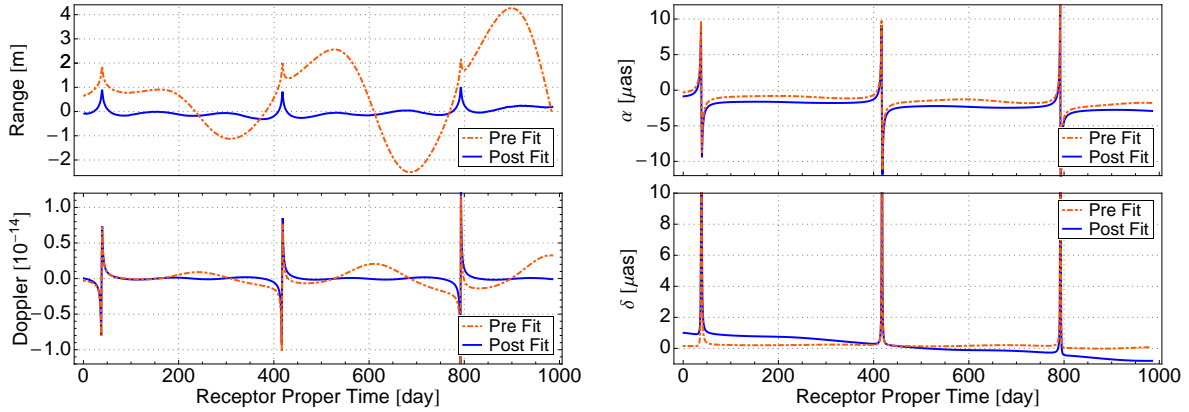 4
3
2
1
0
-1
-2
Range [m]
Pre Fit
Post Fit
1.0
0.5
0.0
-0.5
-1.0
Doppler [10⁻¹⁴]
Pre Fit
Post Fit
0 200 400 600 800 1000
Receptor Proper Time [day]
10
5
0
-5
-10
α [μas]
Pre Fit
Post Fit
10
8
6
4
2
0
δ [μas]
Pre Fit
Post Fit
0 200 400 600 800 1000
Receptor Proper Time [day]